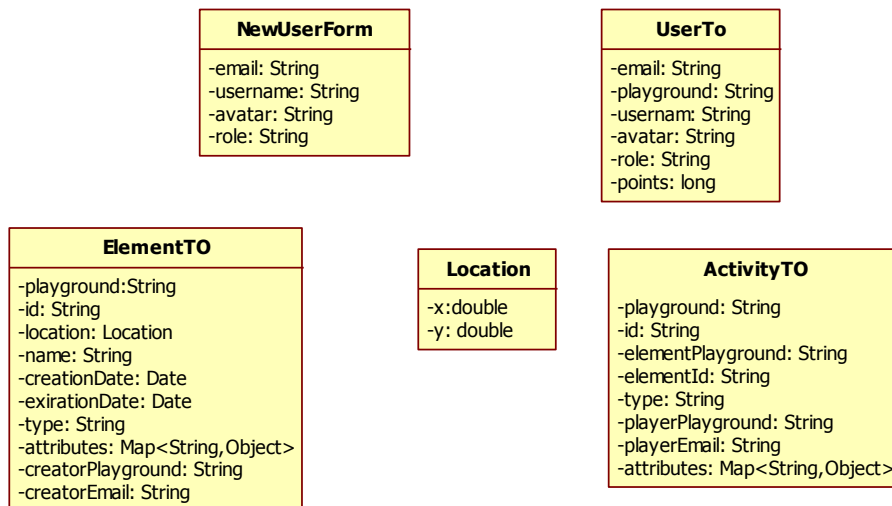 NewUserForm
-email: String
-username: String
-avatar: String
-role: String
UserTo
-email: String
-playground: String
-usernam: String
-avatar: String
-role: String
-points: long
ElementTO
-playground:String
-id: String
-location: Location
-name: String
-creationDate: Date
-exirationDate: Date
-type: String
-attributes: Map<String,Object>
-creatorPlayground: String
-creatorEmail: String
Location
-x:double
-y: double
ActivityTO
-playground: String
-id: String
-elementPlayground: String
-elementId: String
-type: String
-playerPlayground: String
-playerEmail: String
-attributes: Map<String,Object>